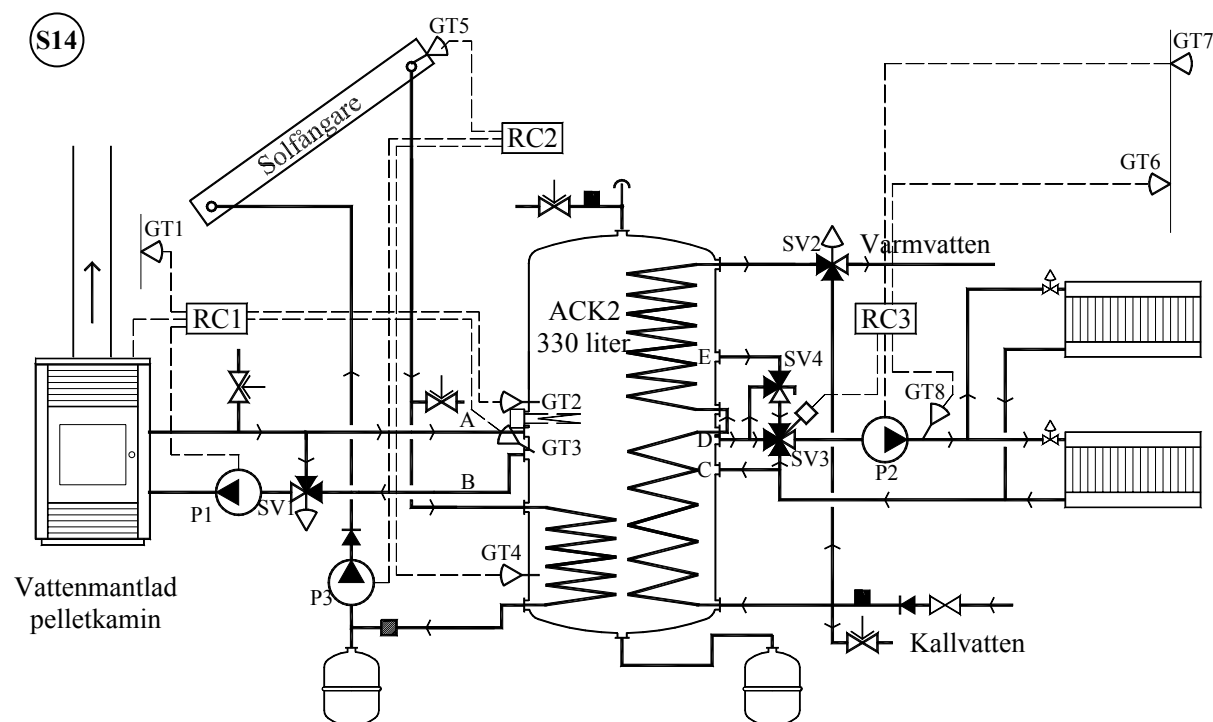 S14
GT5
GT7
Solfångare
RC2
GT6
GT1
SV2
Varmvatten
RC1
ACK2
330 liter
RC3
E
SV4
GT2
GT8
A
GT3
D
SV3
P2
C
B
P1
SV1
GT4
P3
Vattenmantlad
pelletkamin
Kallvatten